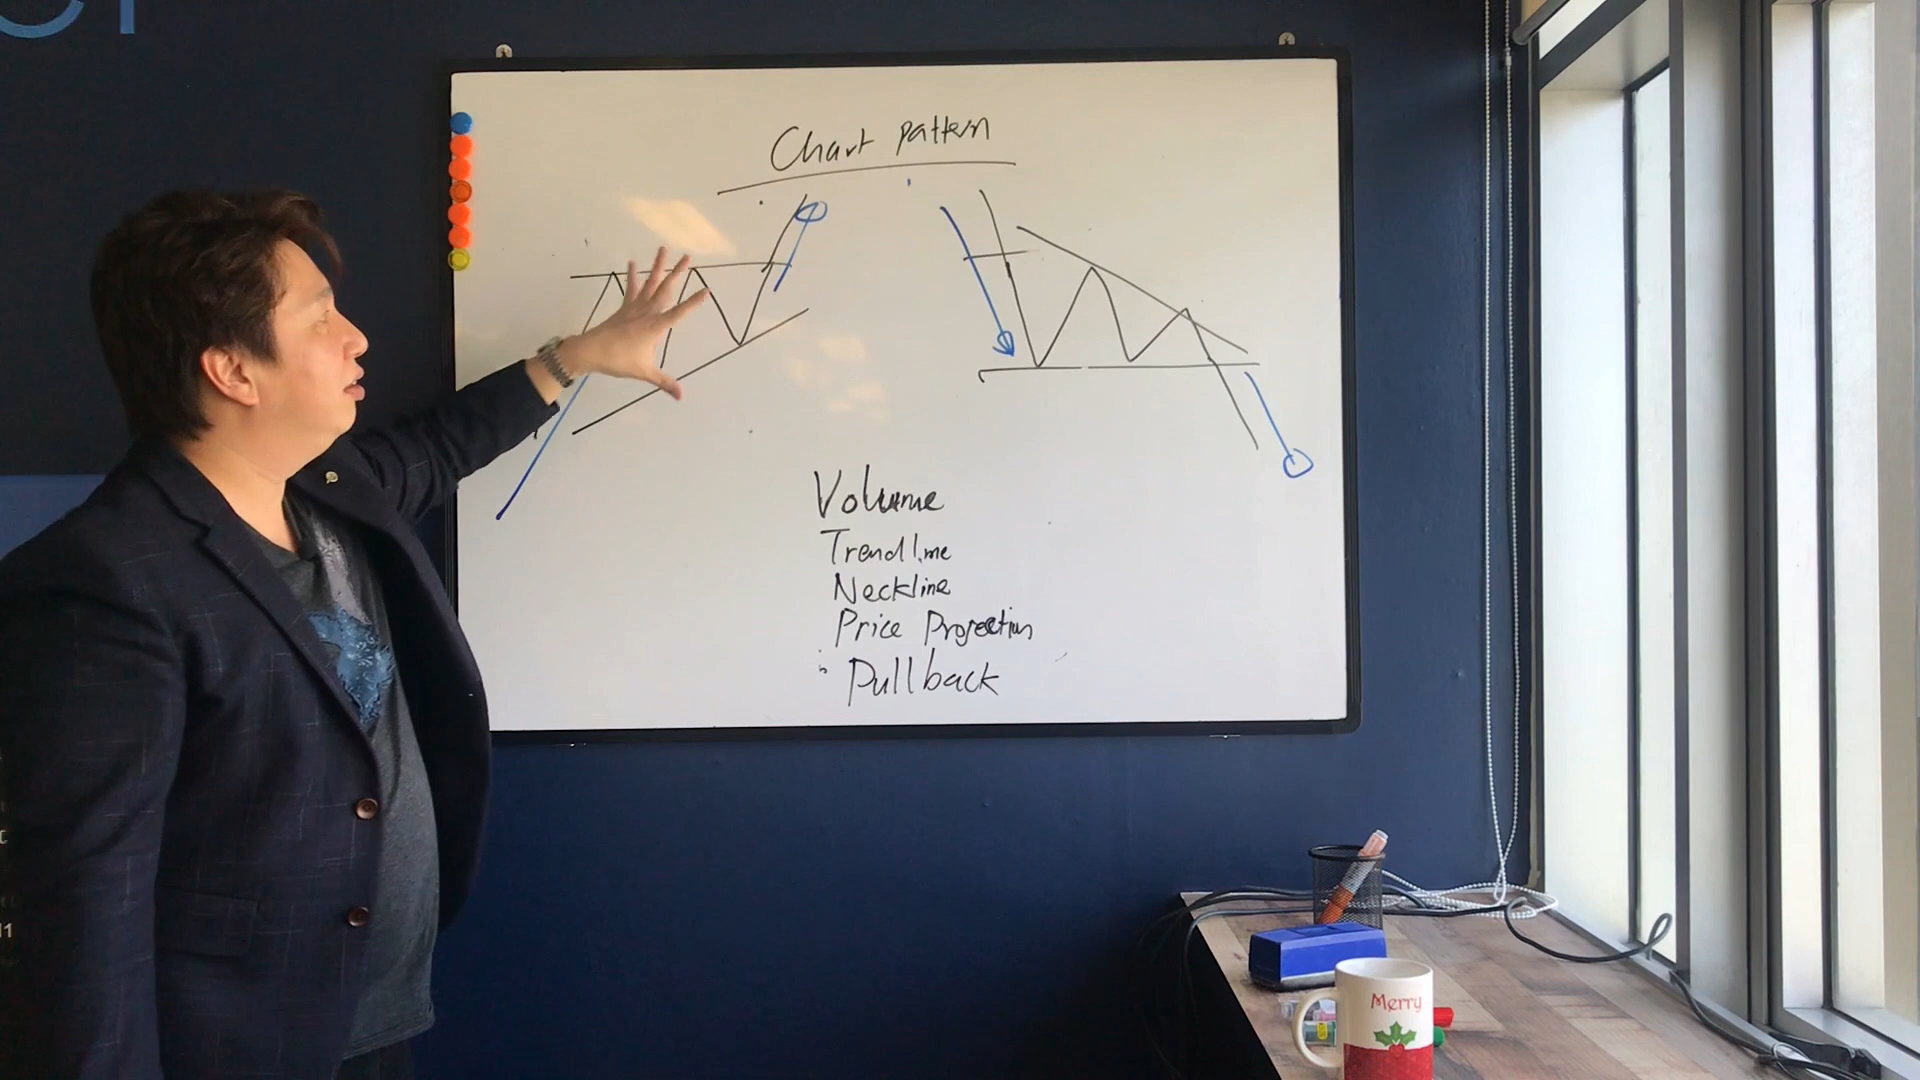 Chart pattern
Volume
Trendline
Neckline
Price Projection
Pullback
Merry